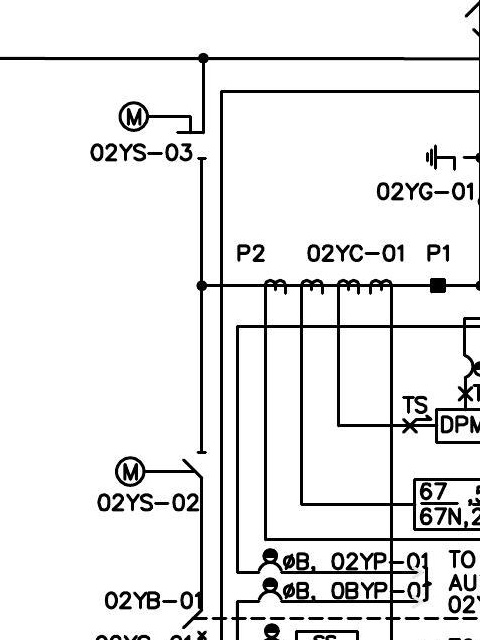 M
02YS-03
02YG-01
P2 02YC-01 P1
TS
DPM
M
02YS-02
67
67N,2
ØB, 02YP-01 TO
ØB, 0BYP-01 AU
02Y
02YB-01
SS